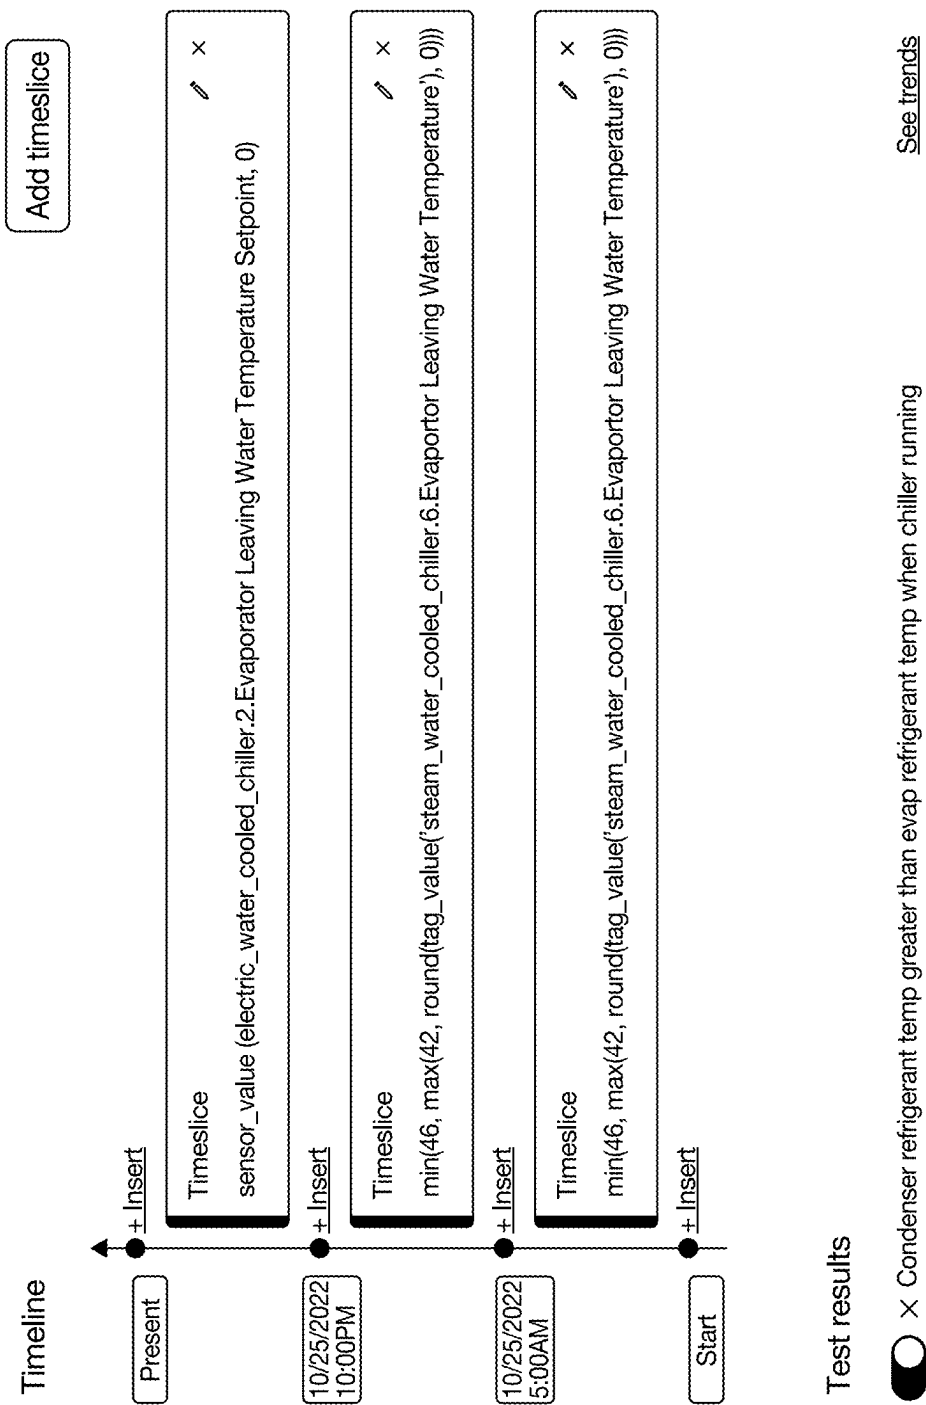 Timeline
Add timeslice
Present
+ Insert
Timeslice
sensor_value (electric_water_cooled_chiller.2.Evaporator Leaving Water Temperature Setpoint, 0)
10/25/2022
10:00PM
+ Insert
Timeslice
min(46, max(42, round(tag_value('steam_water_cooled_chiller.6.Evaportor Leaving Water Temperature'), 0)))
10/25/2022
5:00AM
+ Insert
Timeslice
min(46, max(42, round(tag_value('steam_water_cooled_chiller.6.Evaportor Leaving Water Temperature'), 0)))
Start
+ Insert
Test results
× Condenser refrigerant temp greater than evap refrigerant temp when chiller running
See trends